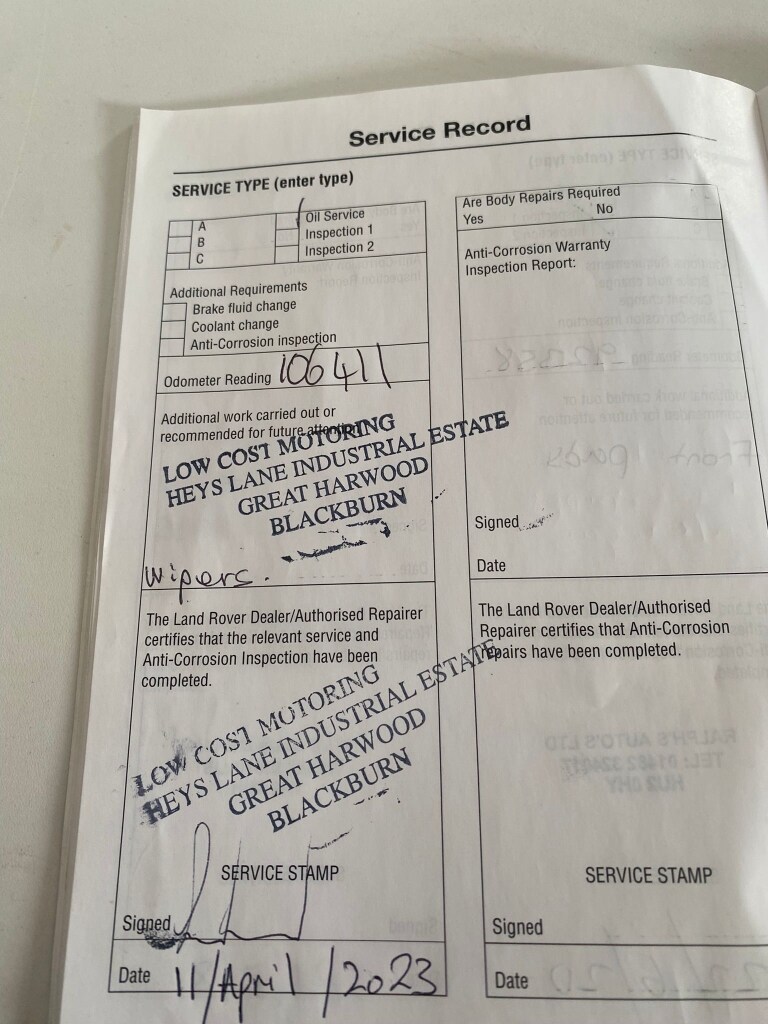 Service Record
SERVICE TYPE (enter type)
A
B
C
Oil Service
Inspection 1
Inspection 2
Additional Requirements
Brake fluid change
Coolant change
Anti-Corrosion inspection
Odometer Reading 106411
Additional work carried out or
recommended for future attention
LOW COST MOTORING
HEYS LANE INDUSTRIAL ESTATE
GREAT HARWOOD
BLACKBURN
Wipers.
The Land Rover Dealer/Authorised Repairer
certifies that the relevant service and
Anti-Corrosion Inspection have been
completed.
LOW COST MOTORING
HEYS LANE INDUSTRIAL ESTATE
GREAT HARWOOD
BLACKBURN
SERVICE STAMP
Signed
Date 11/April/2023
Are Body Repairs Required
Yes No
Anti-Corrosion Warranty
Inspection Report:
Signed
Date
The Land Rover Dealer/Authorised
Repairer certifies that Anti-Corrosion
repairs have been completed.
SERVICE STAMP
Signed
Date